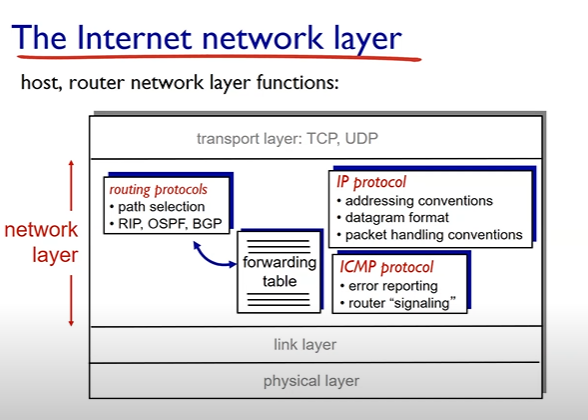 The Internet network layer
host, router network layer functions:
transport layer: TCP, UDP
network
layer
routing protocols
• path selection
• RIP, OSPF, BGP
forwarding
table
IP protocol
• addressing conventions
• datagram format
• packet handling conventions
ICMP protocol
• error reporting
• router “signaling”
link layer
physical layer